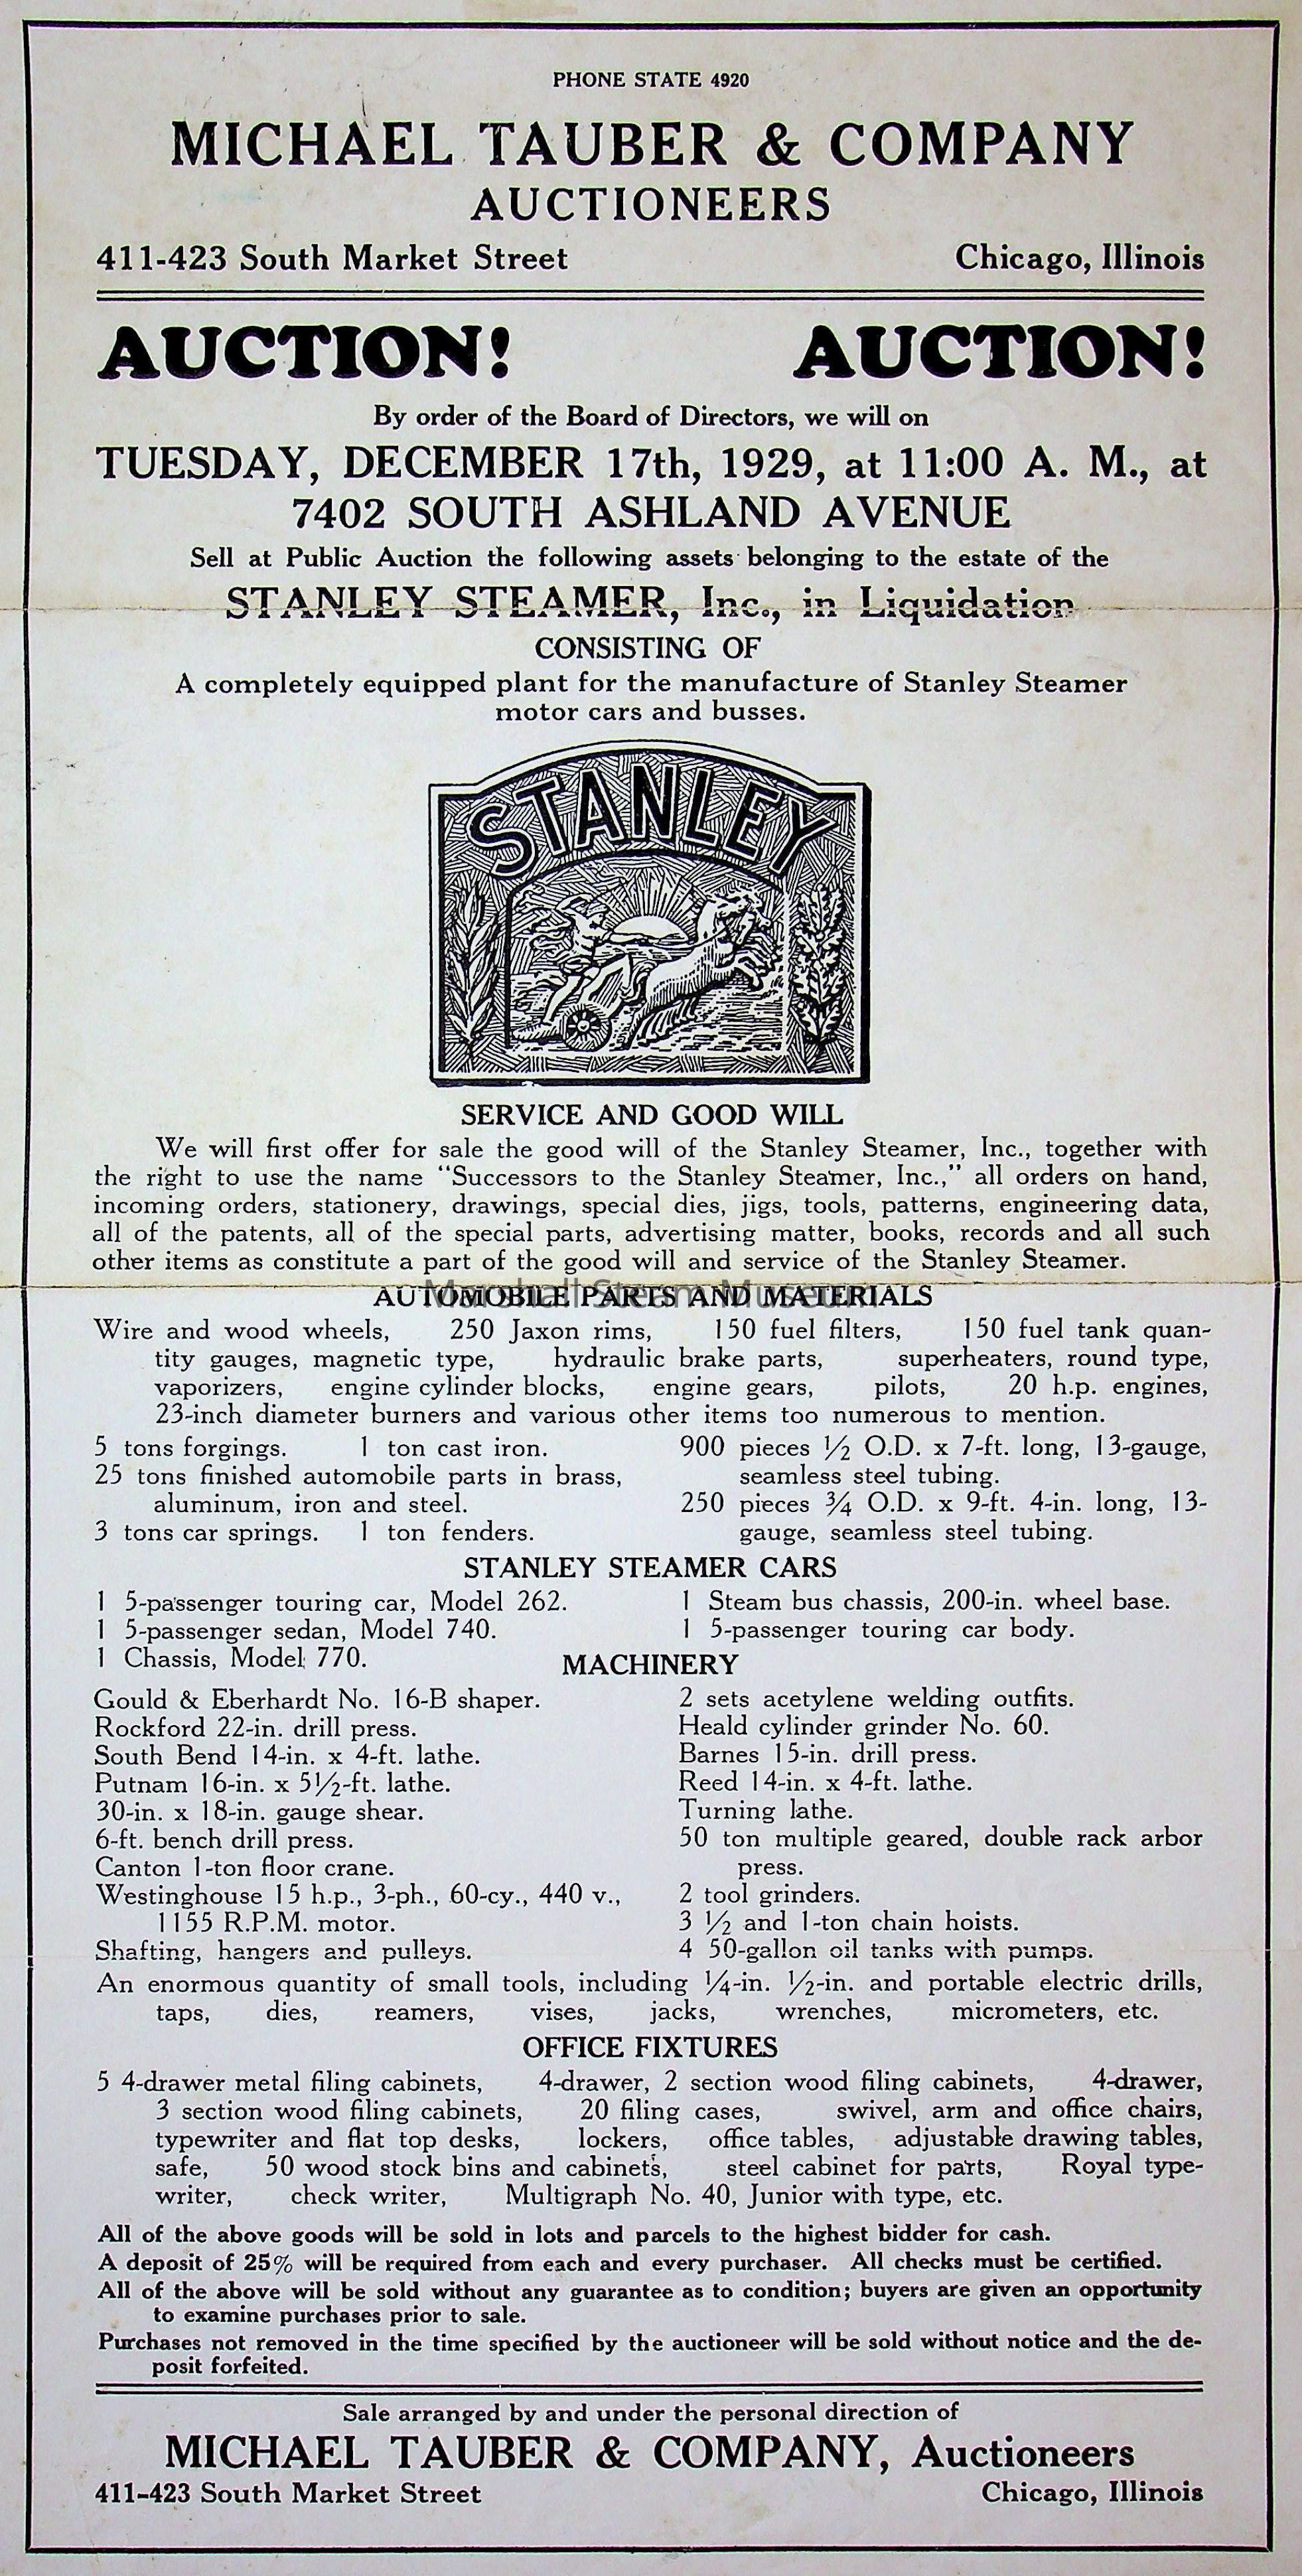 PHONE STATE 4920
MICHAEL TAUBER & COMPANY
AUCTIONEERS
411-423 South Market Street Chicago, Illinois
AUCTION! AUCTION!
By order of the Board of Directors, we will on
TUESDAY, DECEMBER 17th, 1929, at 11:00 A. M., at
7402 SOUTH ASHLAND AVENUE
Sell at Public Auction the following assets belonging to the estate of the
STANLEY STEAMER, Inc., in Liquidation
CONSISTING OF
A completely equipped plant for the manufacture of Stanley Steamer
motor cars and busses.
STANLEY
SERVICE AND GOOD WILL
We will first offer for sale the good will of the Stanley Steamer, Inc., together with
the right to use the name "Successors to the Stanley Steamer, Inc.," all orders on hand,
incoming orders, stationery, drawings, special dies, jigs, tools, patterns, engineering data,
all of the patents, all of the special parts, advertising matter, books, records and all such
other items as constitute a part of the good will and service of the Stanley Steamer.
AUTOMOBILE PARTS AND MATERIALS
Marshall Steam Museum
Wire and wood wheels, 250 Jaxon rims, 150 fuel filters, 150 fuel tank quan-
tity gauges, magnetic type, hydraulic brake parts, superheaters, round type,
vaporizers, engine cylinder blocks, engine gears, pilots, 20 h.p. engines,
23-inch diameter burners and various other items too numerous to mention.
5 tons forgings. 1 ton cast iron.
25 tons finished automobile parts in brass,
aluminum, iron and steel.
3 tons car springs. 1 ton fenders.
900 pieces ½ O.D. x 7-ft. long, 13-gauge,
seamless steel tubing.
250 pieces ¾ O.D. x 9-ft. 4-in. long, 13-
gauge, seamless steel tubing.
STANLEY STEAMER CARS
1 5-passenger touring car, Model 262.
1 5-passenger sedan, Model 740.
1 Chassis, Model 770.
1 Steam bus chassis, 200-in. wheel base.
1 5-passenger touring car body.
MACHINERY
Gould & Eberhardt No. 16-B shaper.
Rockford 22-in. drill press.
South Bend 14-in. x 4-ft. lathe.
Putnam 16-in. x 5½-ft. lathe.
30-in. x 18-in. gauge shear.
6-ft. bench drill press.
Canton 1-ton floor crane.
Westinghouse 15 h.p., 3-ph., 60-cy., 440 v.,
1155 R.P.M. motor.
Shafting, hangers and pulleys.
2 sets acetylene welding outfits.
Heald cylinder grinder No. 60.
Barnes 15-in. drill press.
Reed 14-in. x 4-ft. lathe.
Turning lathe.
50 ton multiple geared, double rack arbor
press.
2 tool grinders.
3 ½ and 1-ton chain hoists.
4 50-gallon oil tanks with pumps.
An enormous quantity of small tools, including ¼-in. ½-in. and portable electric drills,
taps, dies, reamers, vises, jacks, wrenches, micrometers, etc.
OFFICE FIXTURES
5 4-drawer metal filing cabinets, 4-drawer, 2 section wood filing cabinets, 4-drawer,
3 section wood filing cabinets, 20 filing cases, swivel, arm and office chairs,
typewriter and flat top desks, lockers, office tables, adjustable drawing tables,
safe, 50 wood stock bins and cabinets, steel cabinet for parts, Royal type-
writer, check writer, Multigraph No. 40, Junior with type, etc.
All of the above goods will be sold in lots and parcels to the highest bidder for cash.
A deposit of 25% will be required from each and every purchaser. All checks must be certified.
All of the above will be sold without any guarantee as to condition; buyers are given an opportunity
to examine purchases prior to sale.
Purchases not removed in the time specified by the auctioneer will be sold without notice and the de-
posit forfeited.
Sale arranged by and under the personal direction of
MICHAEL TAUBER & COMPANY, Auctioneers
411-423 South Market Street Chicago, Illinois